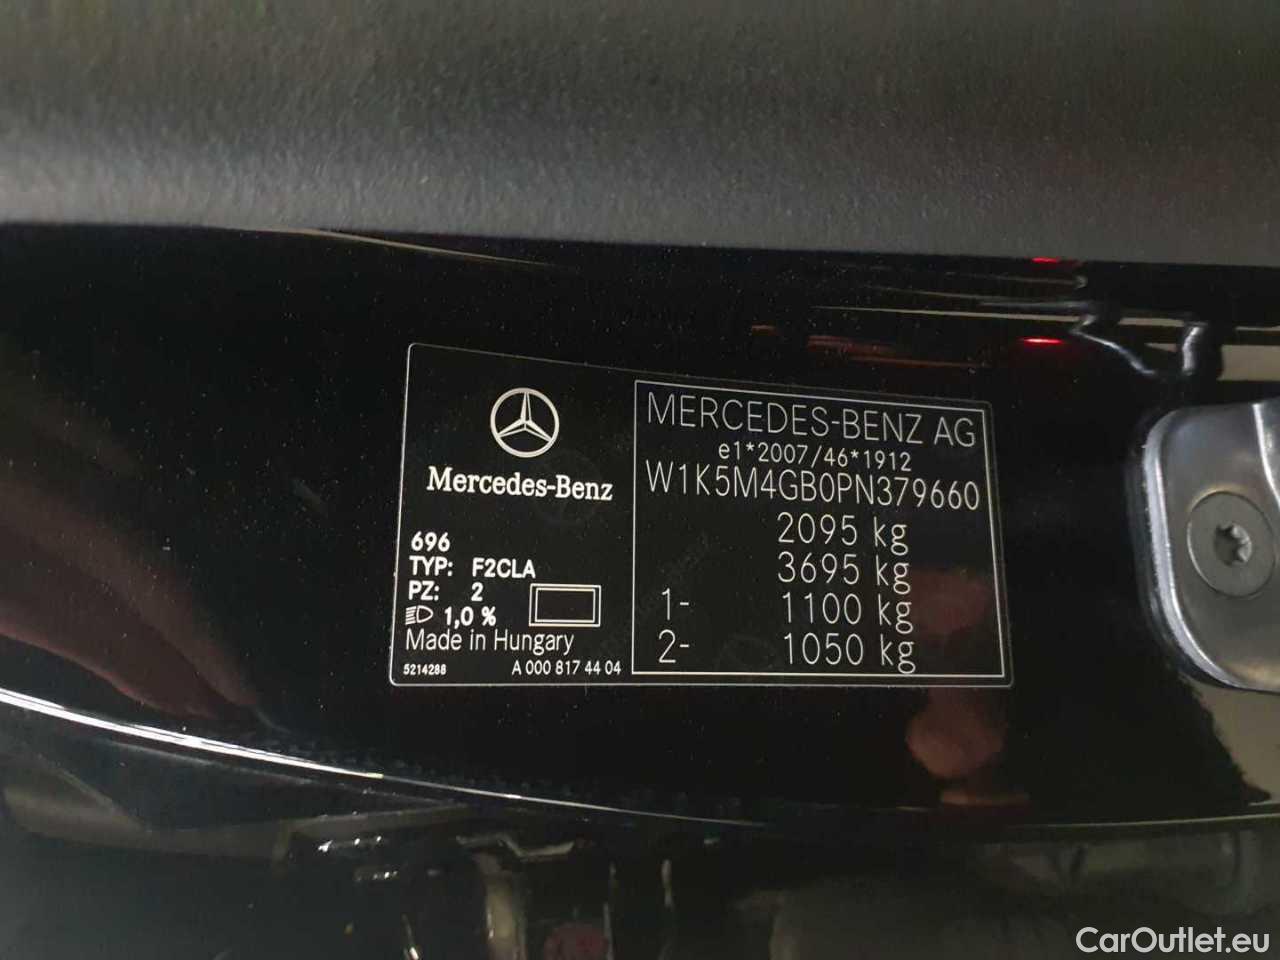 Mercedes-Benz
696
TYP: F2CLA
PZ: 2
1,0 %
Made in Hungary
5214288
A 000 817 44 04
MERCEDES-BENZ AG
e1*2007/46*1912
W1K5M4GB0PN379660
2095 kg
3695 kg
1- 1100 kg
2- 1050 kg
CarOutlet.eu